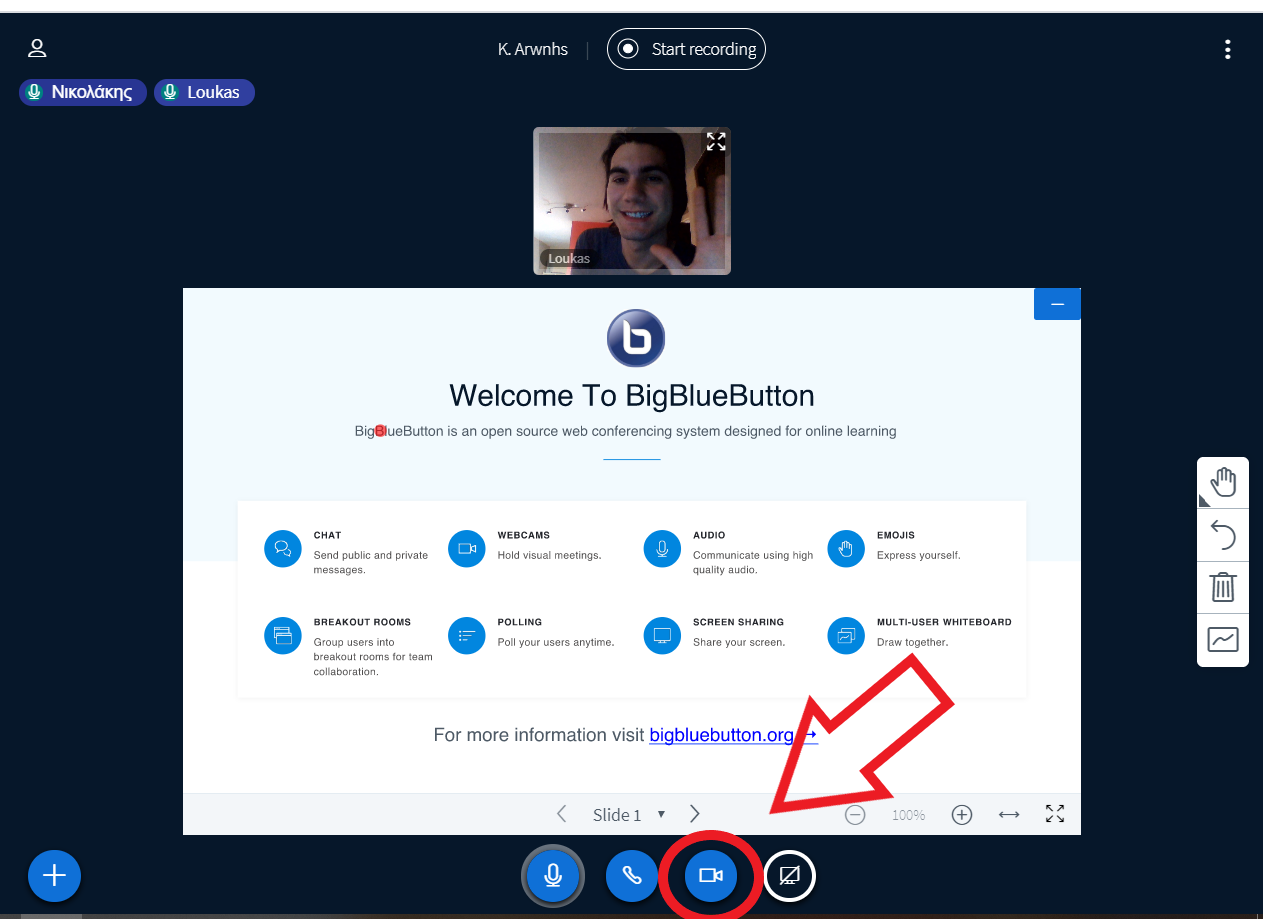 K. Arwnhs
Start recording
Νικολάκης
Loukas
Loukas
Welcome To BigBlueButton
BigBlueButton is an open source web conferencing system designed for online learning
CHAT
Send public and private
messages.
WEBCAMS
Hold visual meetings.
AUDIO
Communicate using high
quality audio.
EMOJIS
Express yourself.
BREAKOUT ROOMS
Group users into
breakout rooms for team
collaboration.
POLLING
Poll your users anytime.
SCREEN SHARING
Share your screen.
MULTI-USER WHITEBOARD
Draw together.
For more information visit bigbluebutton.org →
Slide 1
100%